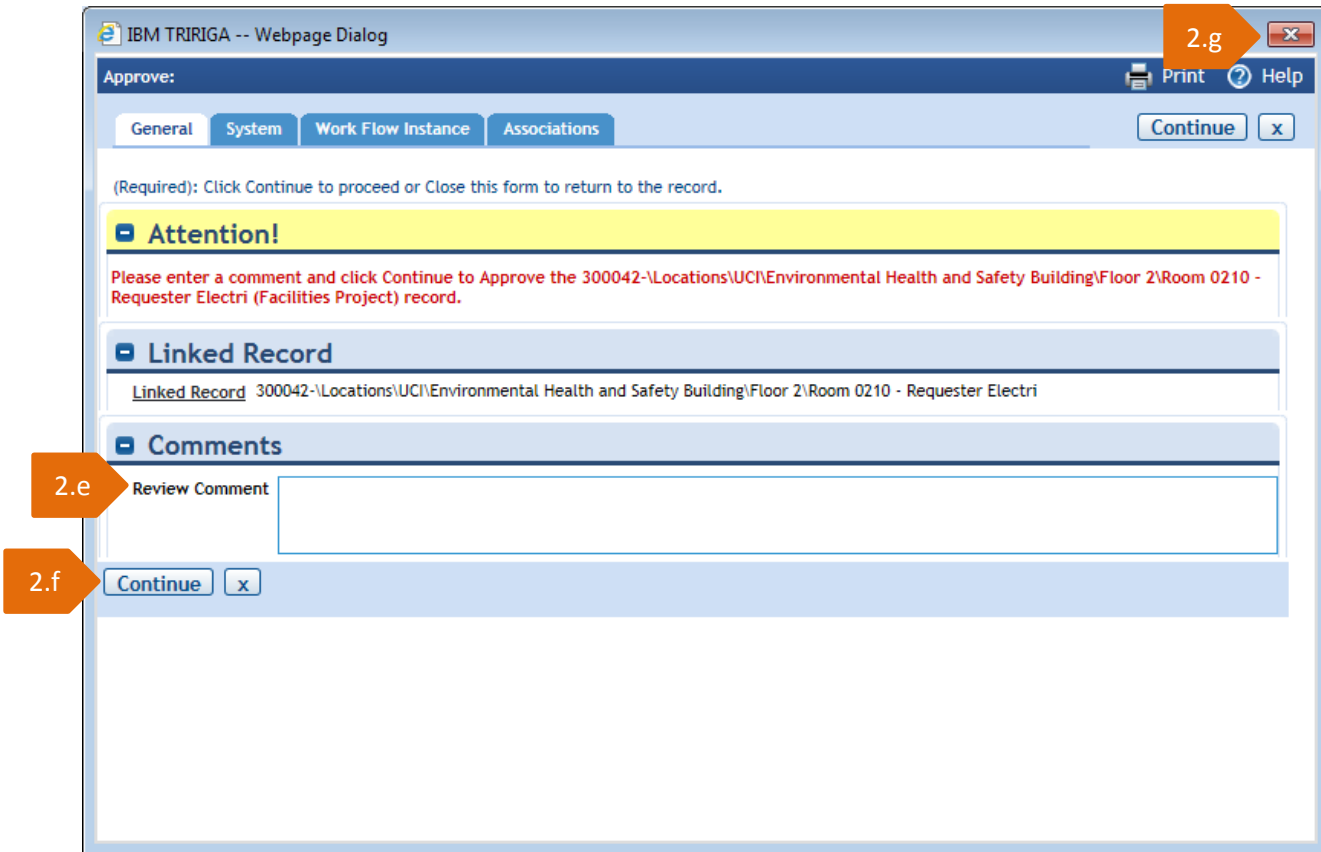 IBM TRIRIGA -- Webpage Dialog
2.g
Approve:
Print
Help
General
System
Work Flow Instance
Associations
Continue
x
(Required): Click Continue to proceed or Close this form to return to the record.
Attention!
Please enter a comment and click Continue to Approve the 300042-\Locations\UCI\Environmental Health and Safety Building\Floor 2\Room 0210 -
Requester Electri (Facilities Project) record.
Linked Record
Linked Record 300042-\Locations\UCI\Environmental Health and Safety Building\Floor 2\Room 0210 - Requester Electri
Comments
2.e
Review Comment
2.f
Continue
x